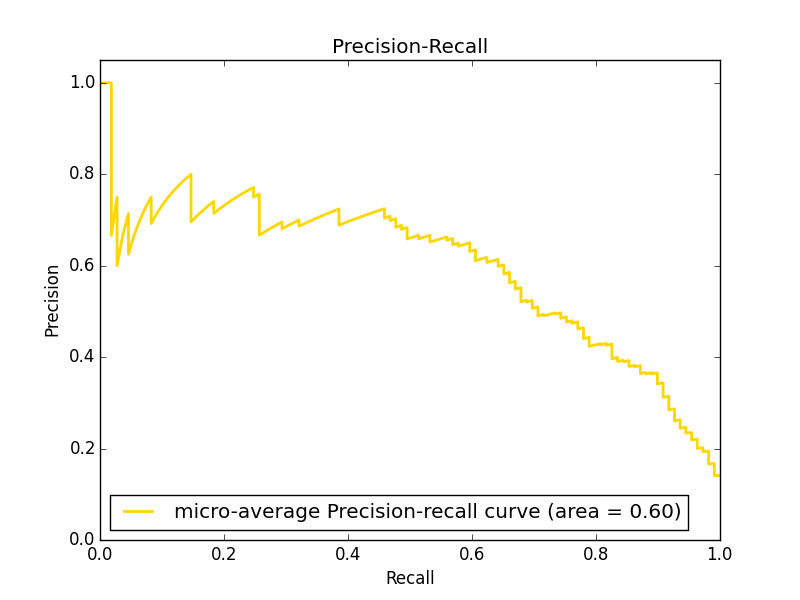 Precision-Recall
1.0
0.8
0.6
0.4
0.2
0.0
Precision
micro-average Precision-recall curve (area = 0.60)
0.0 0.2 0.4 0.6 0.8 1.0
Recall